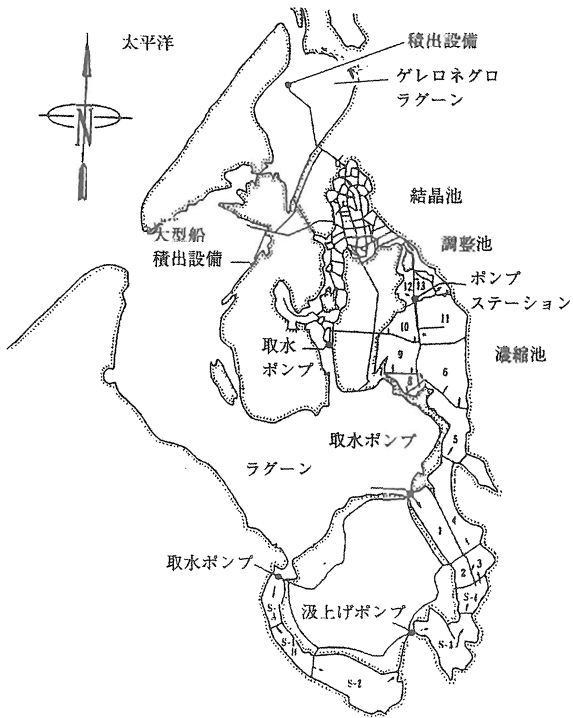 太平洋
N
積出設備
ゲレロネグロ
ラグーン
結晶池
大型船
積出設備
調整池
ポンプ
ステーション
12
13
10
11
取水
ポンプ
9
8
6
濃縮池
5
取水ポンプ
ラグーン
4
1
取水ポンプ
2
3
S-4
汲上げポンプ
S-3
S-2